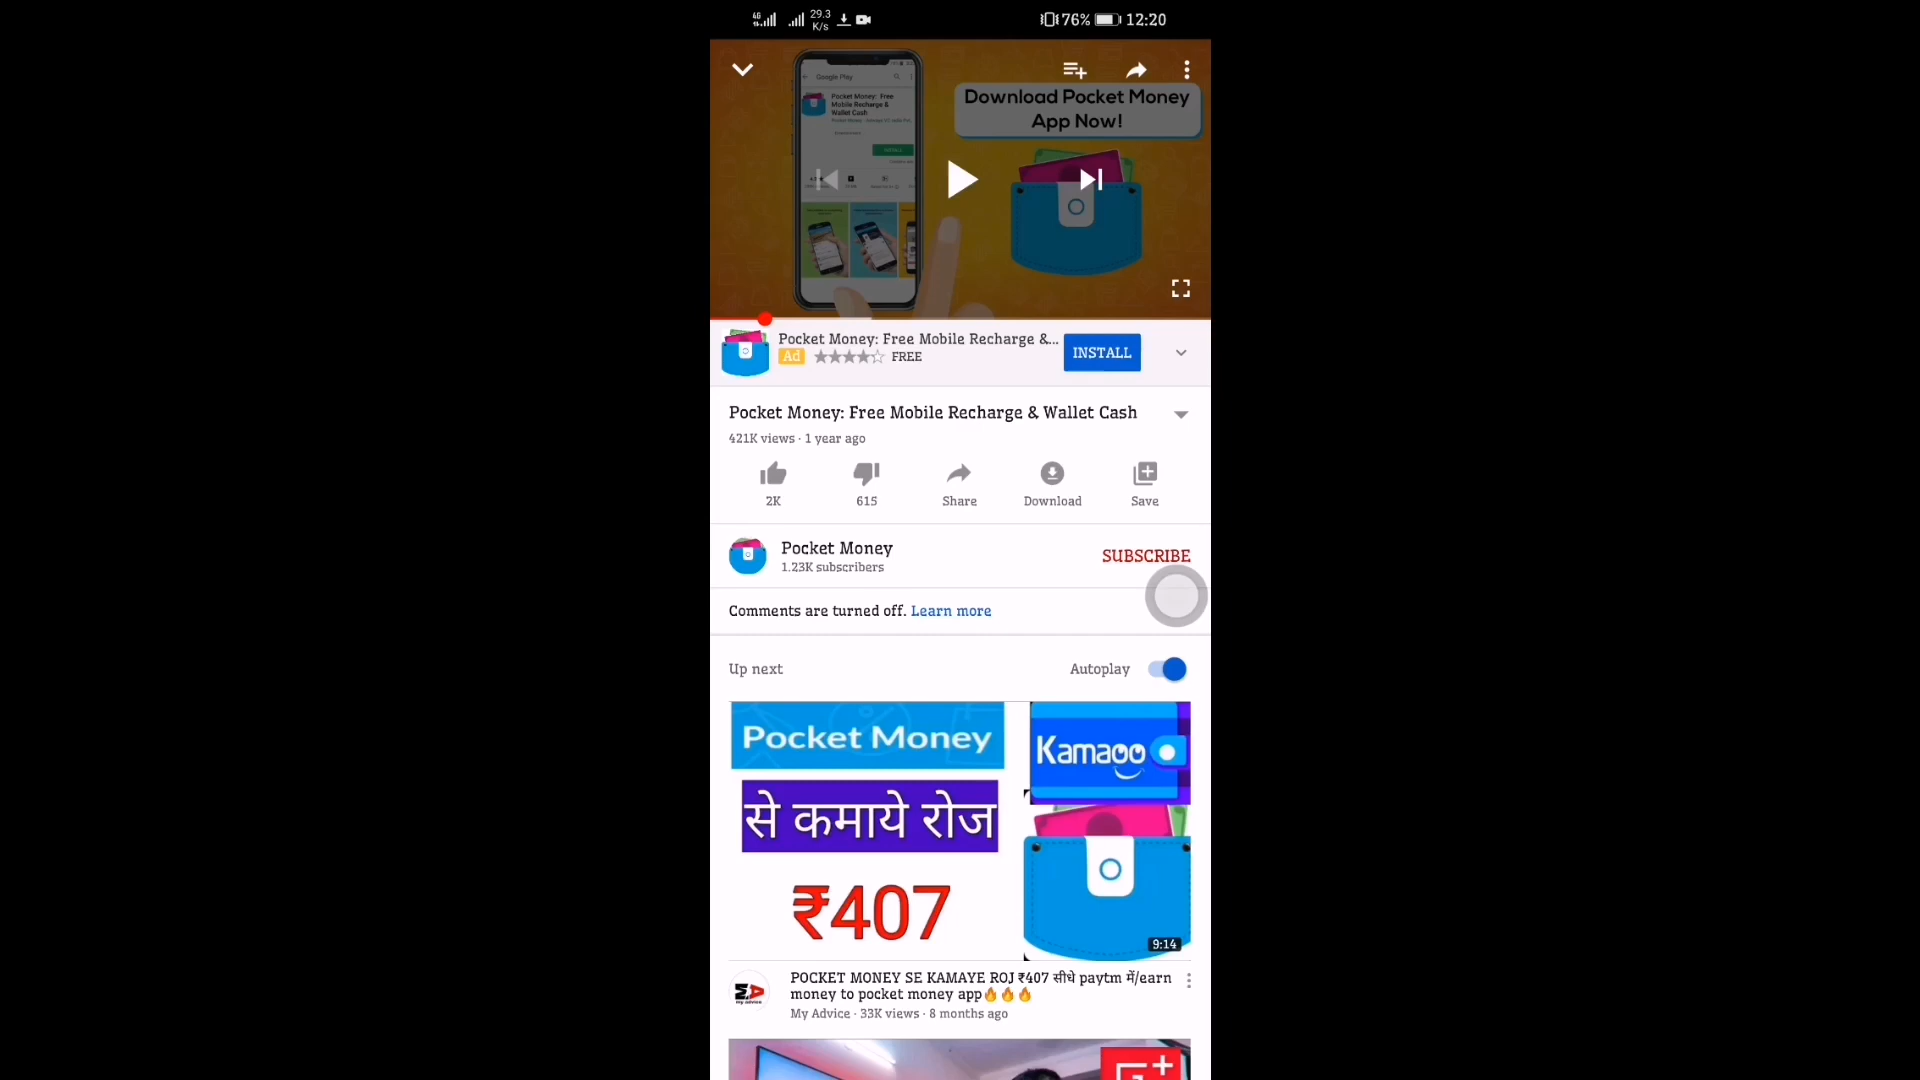 4G 29.3 K/s 76% 12:20
Google Play
Pocket Money: Free
Mobile Recharge &
Wallet Cash
Download Pocket Money
App Now!
Pocket Money: Free Mobile Recharge &...
Ad FREE
INSTALL
Pocket Money: Free Mobile Recharge & Wallet Cash
421K views · 1 year ago
2K 615 Share Download Save
Pocket Money
1.23K subscribers
SUBSCRIBE
Comments are turned off. Learn more
Up next Autoplay
Pocket Money
Kamaoo
से कमाये रोज
₹407
9:14
POCKET MONEY SE KAMAYE ROJ ₹407 सीधे paytm में/earn
money to pocket money app🔥🔥🔥
My Advice · 33K views · 8 months ago